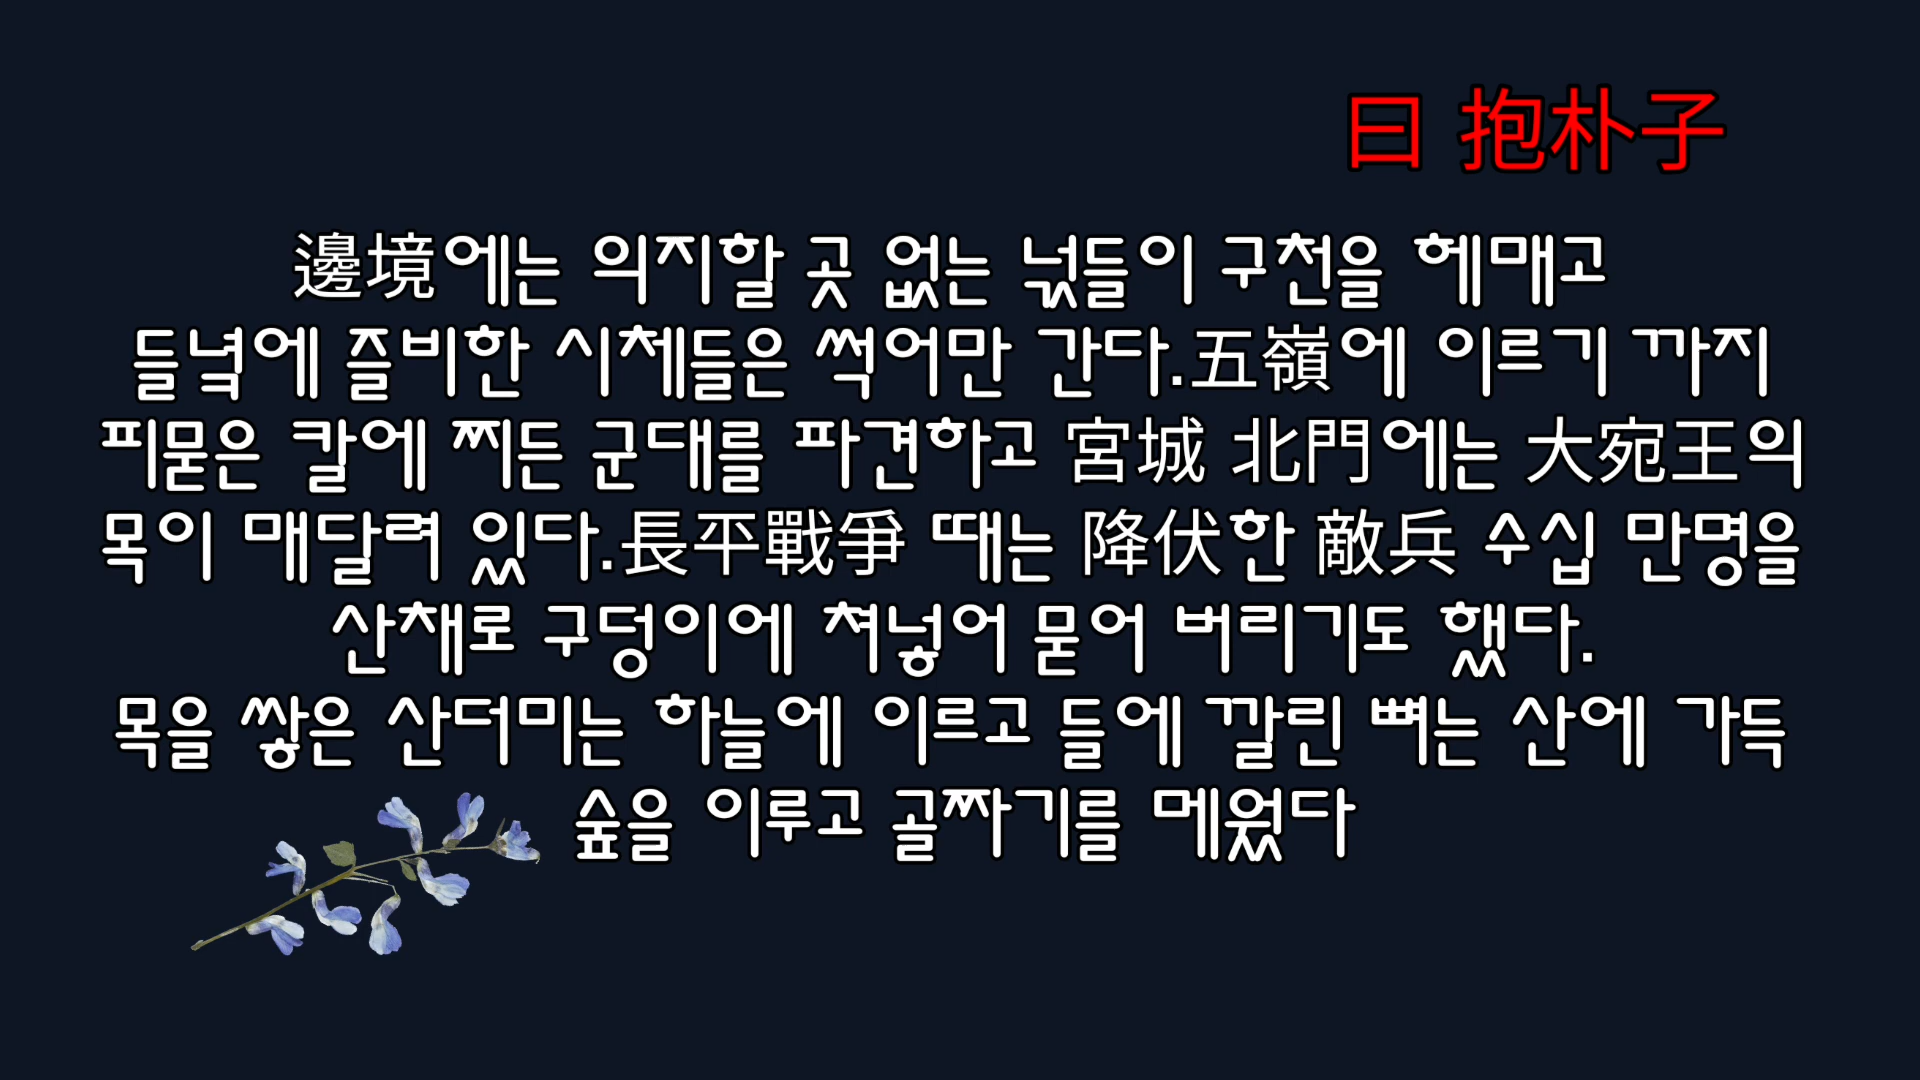 曰 抱朴子
邊境에는 의지할 곳 없는 넋들이 구천을 헤매고
들녘에 즐비한 시체들은 썩어만 간다.五嶺에 이르기 까지
피묻은 칼에 찌든 군대를 파견하고 宮城 北門에는 大宛王의
목이 매달려 있다.長平戰爭 때는 降伏한 敵兵 수십 만명을
산채로 구덩이에 쳐넣어 묻어 버리기도 했다.
목을 쌓은 산더미는 하늘에 이르고 들에 깔린 뼈는 산에 가득
숲을 이루고 골짜기를 메웠다